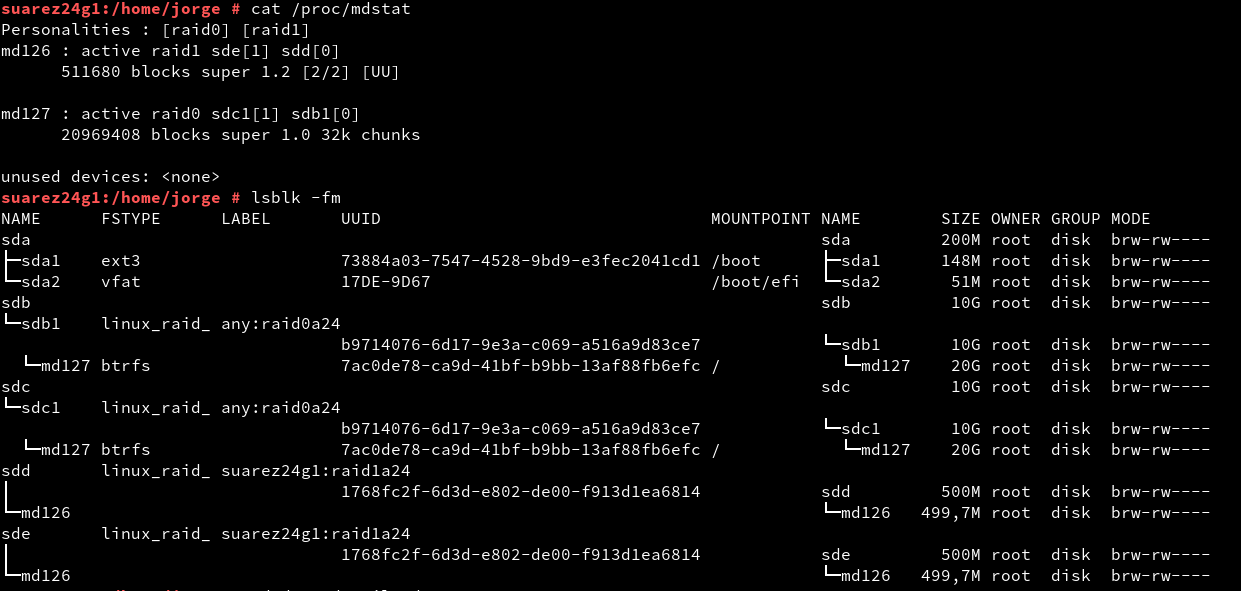 suarez24g1:/home/jorge # cat /proc/mdstat
Personalities : [raid0] [raid1]
md126 : active raid1 sde[1] sdd[0]
      511680 blocks super 1.2 [2/2] [UU]

md127 : active raid0 sdc1[1] sdb1[0]
      20969408 blocks super 1.0 32k chunks

unused devices: <none>
suarez24g1:/home/jorge # lsblk -fm
NAME      FSTYPE      LABEL       UUID                                 MOUNTPOINT NAME        SIZE OWNER GROUP MODE
sda                                                                               sda         200M root  disk  brw-rw----
├─sda1    ext3                    73884a03-7547-4528-9bd9-e3fec2041cd1 /boot      ├─sda1      148M root  disk  brw-rw----
└─sda2    vfat                    17DE-9D67                            /boot/efi  └─sda2       51M root  disk  brw-rw----
sdb                                                                               sdb          10G root  disk  brw-rw----
└─sdb1    linux_raid_ any:raid0a24
                                  b9714076-6d17-9e3a-c069-a516a9d83ce7            └─sdb1       10G root  disk  brw-rw----
  └─md127 btrfs                   7ac0de78-ca9d-41bf-b9bb-13af88fb6efc /            └─md127    20G root  disk  brw-rw----
sdc                                                                               sdc          10G root  disk  brw-rw----
└─sdc1    linux_raid_ any:raid0a24
                                  b9714076-6d17-9e3a-c069-a516a9d83ce7            └─sdc1       10G root  disk  brw-rw----
  └─md127 btrfs                   7ac0de78-ca9d-41bf-b9bb-13af88fb6efc /            └─md127    20G root  disk  brw-rw----
sdd       linux_raid_ suarez24g1:raid1a24
│                                 1768fc2f-6d3d-e802-de00-f913d1ea6814            sdd         500M root  disk  brw-rw----
└─md126                                                                           └─md126   499,7M root  disk  brw-rw----
sde       linux_raid_ suarez24g1:raid1a24
│                                 1768fc2f-6d3d-e802-de00-f913d1ea6814            sde         500M root  disk  brw-rw----
└─md126                                                                           └─md126   499,7M root  disk  brw-rw----